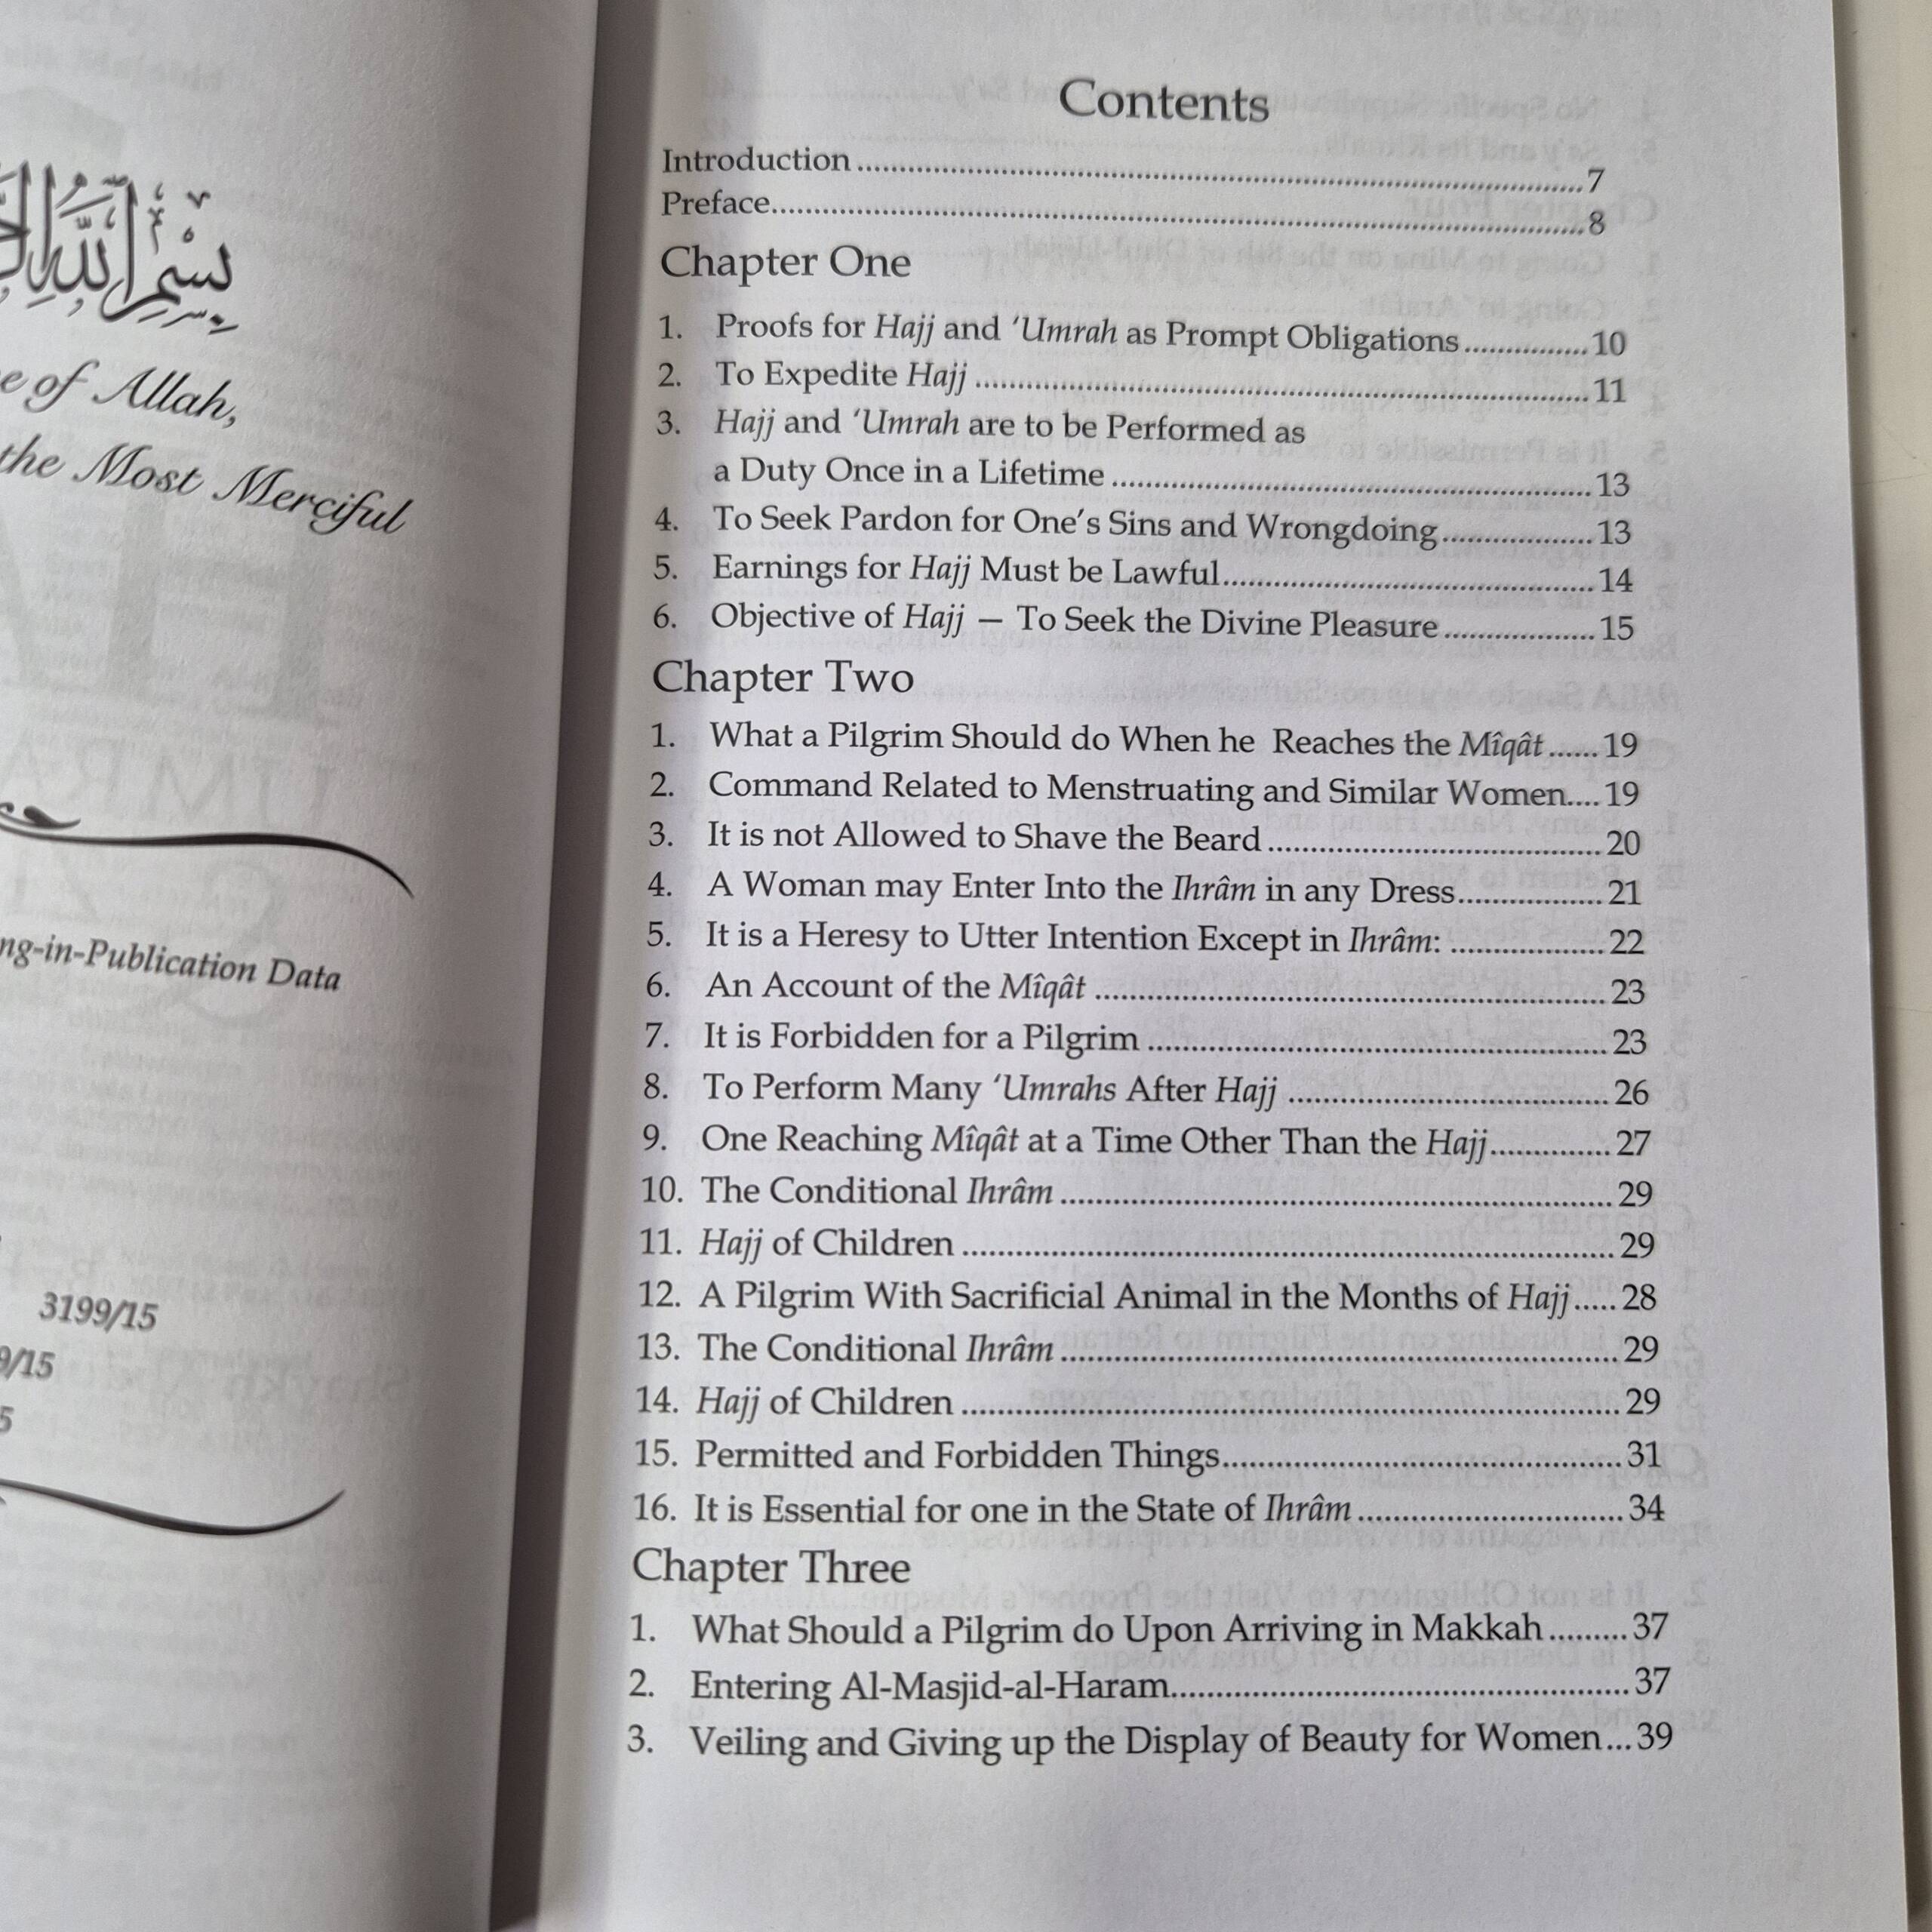 بِسْمِ اللَّهِ
e of Allah,
the Most Merciful
ng-in-Publication Data
3199/15
9/15
5
Contents
Introduction ........ 7
Preface........ 8
Chapter One
1. Proofs for Hajj and ‘Umrah as Prompt Obligations ........ 10
2. To Expedite Hajj ........ 11
3. Hajj and ‘Umrah are to be Performed as
a Duty Once in a Lifetime ........ 13
4. To Seek Pardon for One’s Sins and Wrongdoing ........ 13
5. Earnings for Hajj Must be Lawful ........ 14
6. Objective of Hajj — To Seek the Divine Pleasure ........ 15
Chapter Two
1. What a Pilgrim Should do When he Reaches the Mîqât ...... 19
2. Command Related to Menstruating and Similar Women.... 19
3. It is not Allowed to Shave the Beard ........ 20
4. A Woman may Enter Into the Ihrâm in any Dress ........ 21
5. It is a Heresy to Utter Intention Except in Ihrâm: ........ 22
6. An Account of the Mîqât ........ 23
7. It is Forbidden for a Pilgrim ........ 23
8. To Perform Many ‘Umrahs After Hajj ........ 26
9. One Reaching Mîqât at a Time Other Than the Hajj ........ 27
10. The Conditional Ihrâm ........ 29
11. Hajj of Children ........ 29
12. A Pilgrim With Sacrificial Animal in the Months of Hajj ..... 28
13. The Conditional Ihrâm ........ 29
14. Hajj of Children ........ 29
15. Permitted and Forbidden Things ........ 31
16. It is Essential for one in the State of Ihrâm ........ 34
Chapter Three
1. What Should a Pilgrim do Upon Arriving in Makkah ......... 37
2. Entering Al-Masjid-al-Haram ........ 37
3. Veiling and Giving up the Display of Beauty for Women ... 39